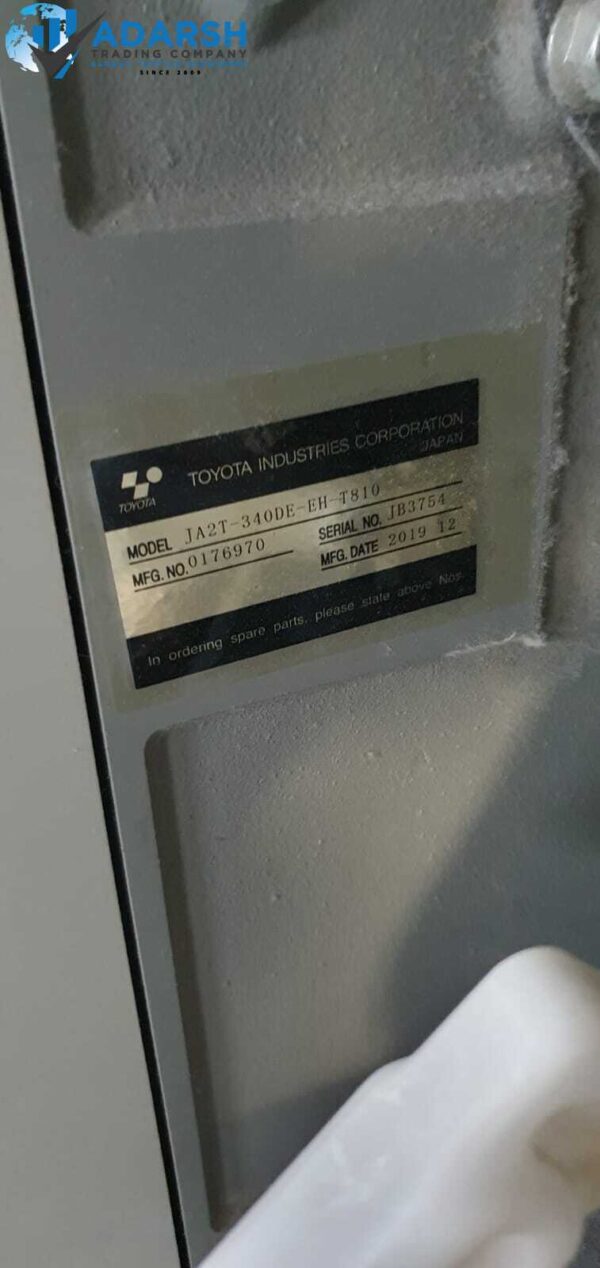 ADARSH
TRADING COMPANY
SINCE 2009
TOYOTA
TOYOTA INDUSTRIES CORPORATION
JAPAN
MODEL JA2T-340DE-EH-T810
MFG. NO. 0176970 SERIAL NO. JB3754
MFG. DATE 2019 12
In ordering spare parts, please state above Nos.